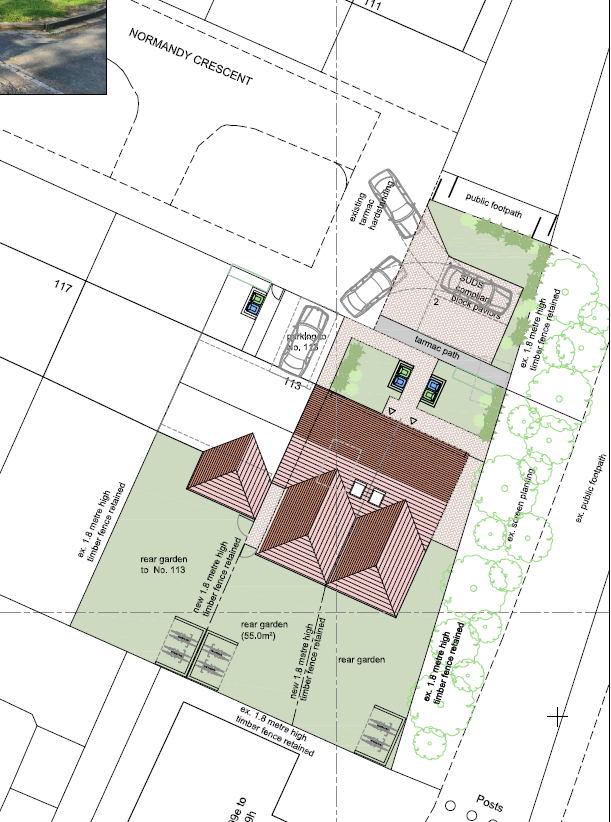 111
NORMANDY CRESCENT
public footpath
existing
tarmac
hardstanding
SUDS
compliant
block paviors
2
117
ex. 1.8 metre high
timber fence retained
tarmac path
parking to
No. 113
113
ex. 1.8 metre high
timber fence retained
ex. screen planting
ex. public footpath
rear garden
to No. 113
new 1.8 metre high
timber fence retained
rear garden
(55.0m²)
new 1.8 metre high
timber fence retained
rear garden
ex. 1.8 metre high
timber fence retained
ex. 1.8 metre high
timber fence retained
Posts